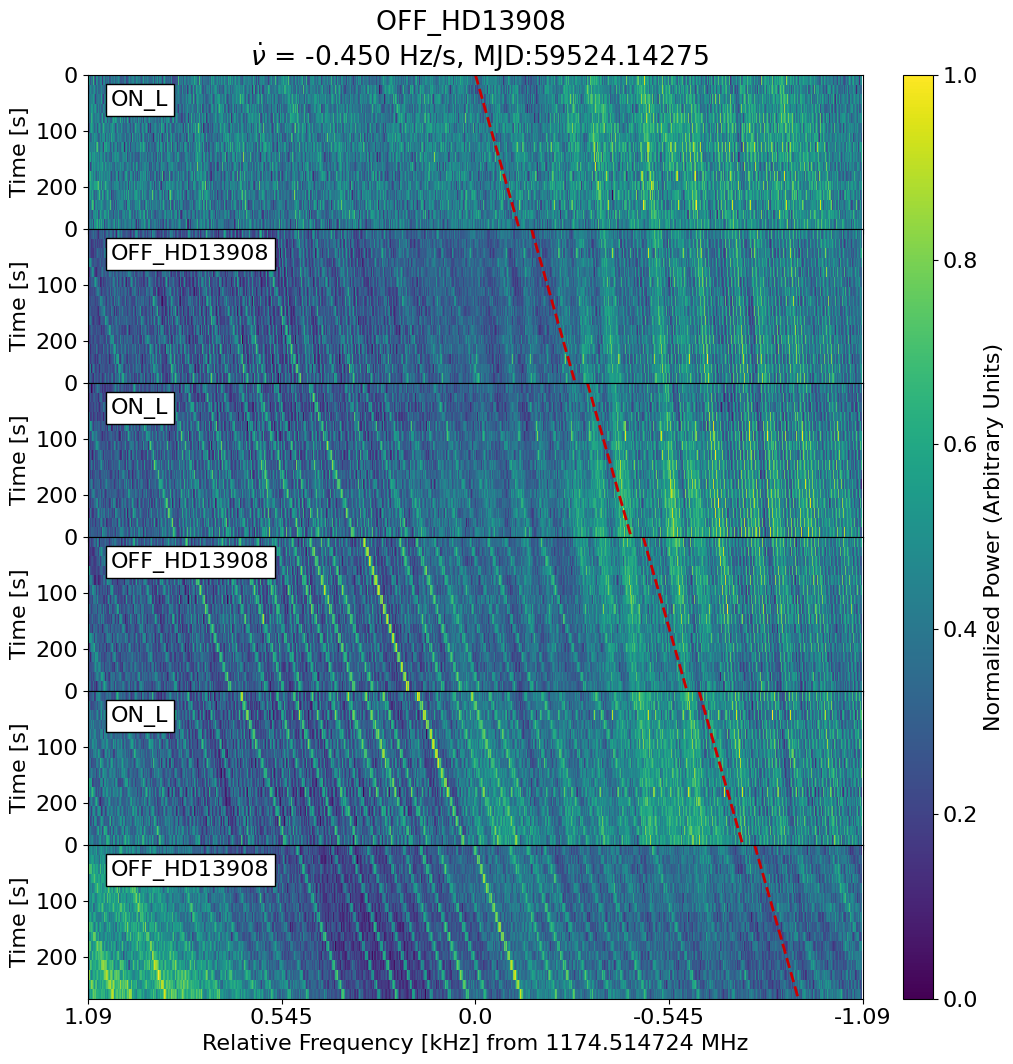 OFF_HD13908
ν̇ = -0.450 Hz/s, MJD:59524.14275
ON_L
OFF_HD13908
ON_L
OFF_HD13908
ON_L
OFF_HD13908
Time [s]
0
100
200
Time [s]
0
100
200
Time [s]
0
100
200
Time [s]
0
100
200
Time [s]
0
100
200
Time [s]
0
100
200
1.09
0.545
0.0
-0.545
-1.09
Relative Frequency [kHz] from 1174.514724 MHz
1.0
0.8
0.6
0.4
0.2
0.0
Normalized Power (Arbitrary Units)